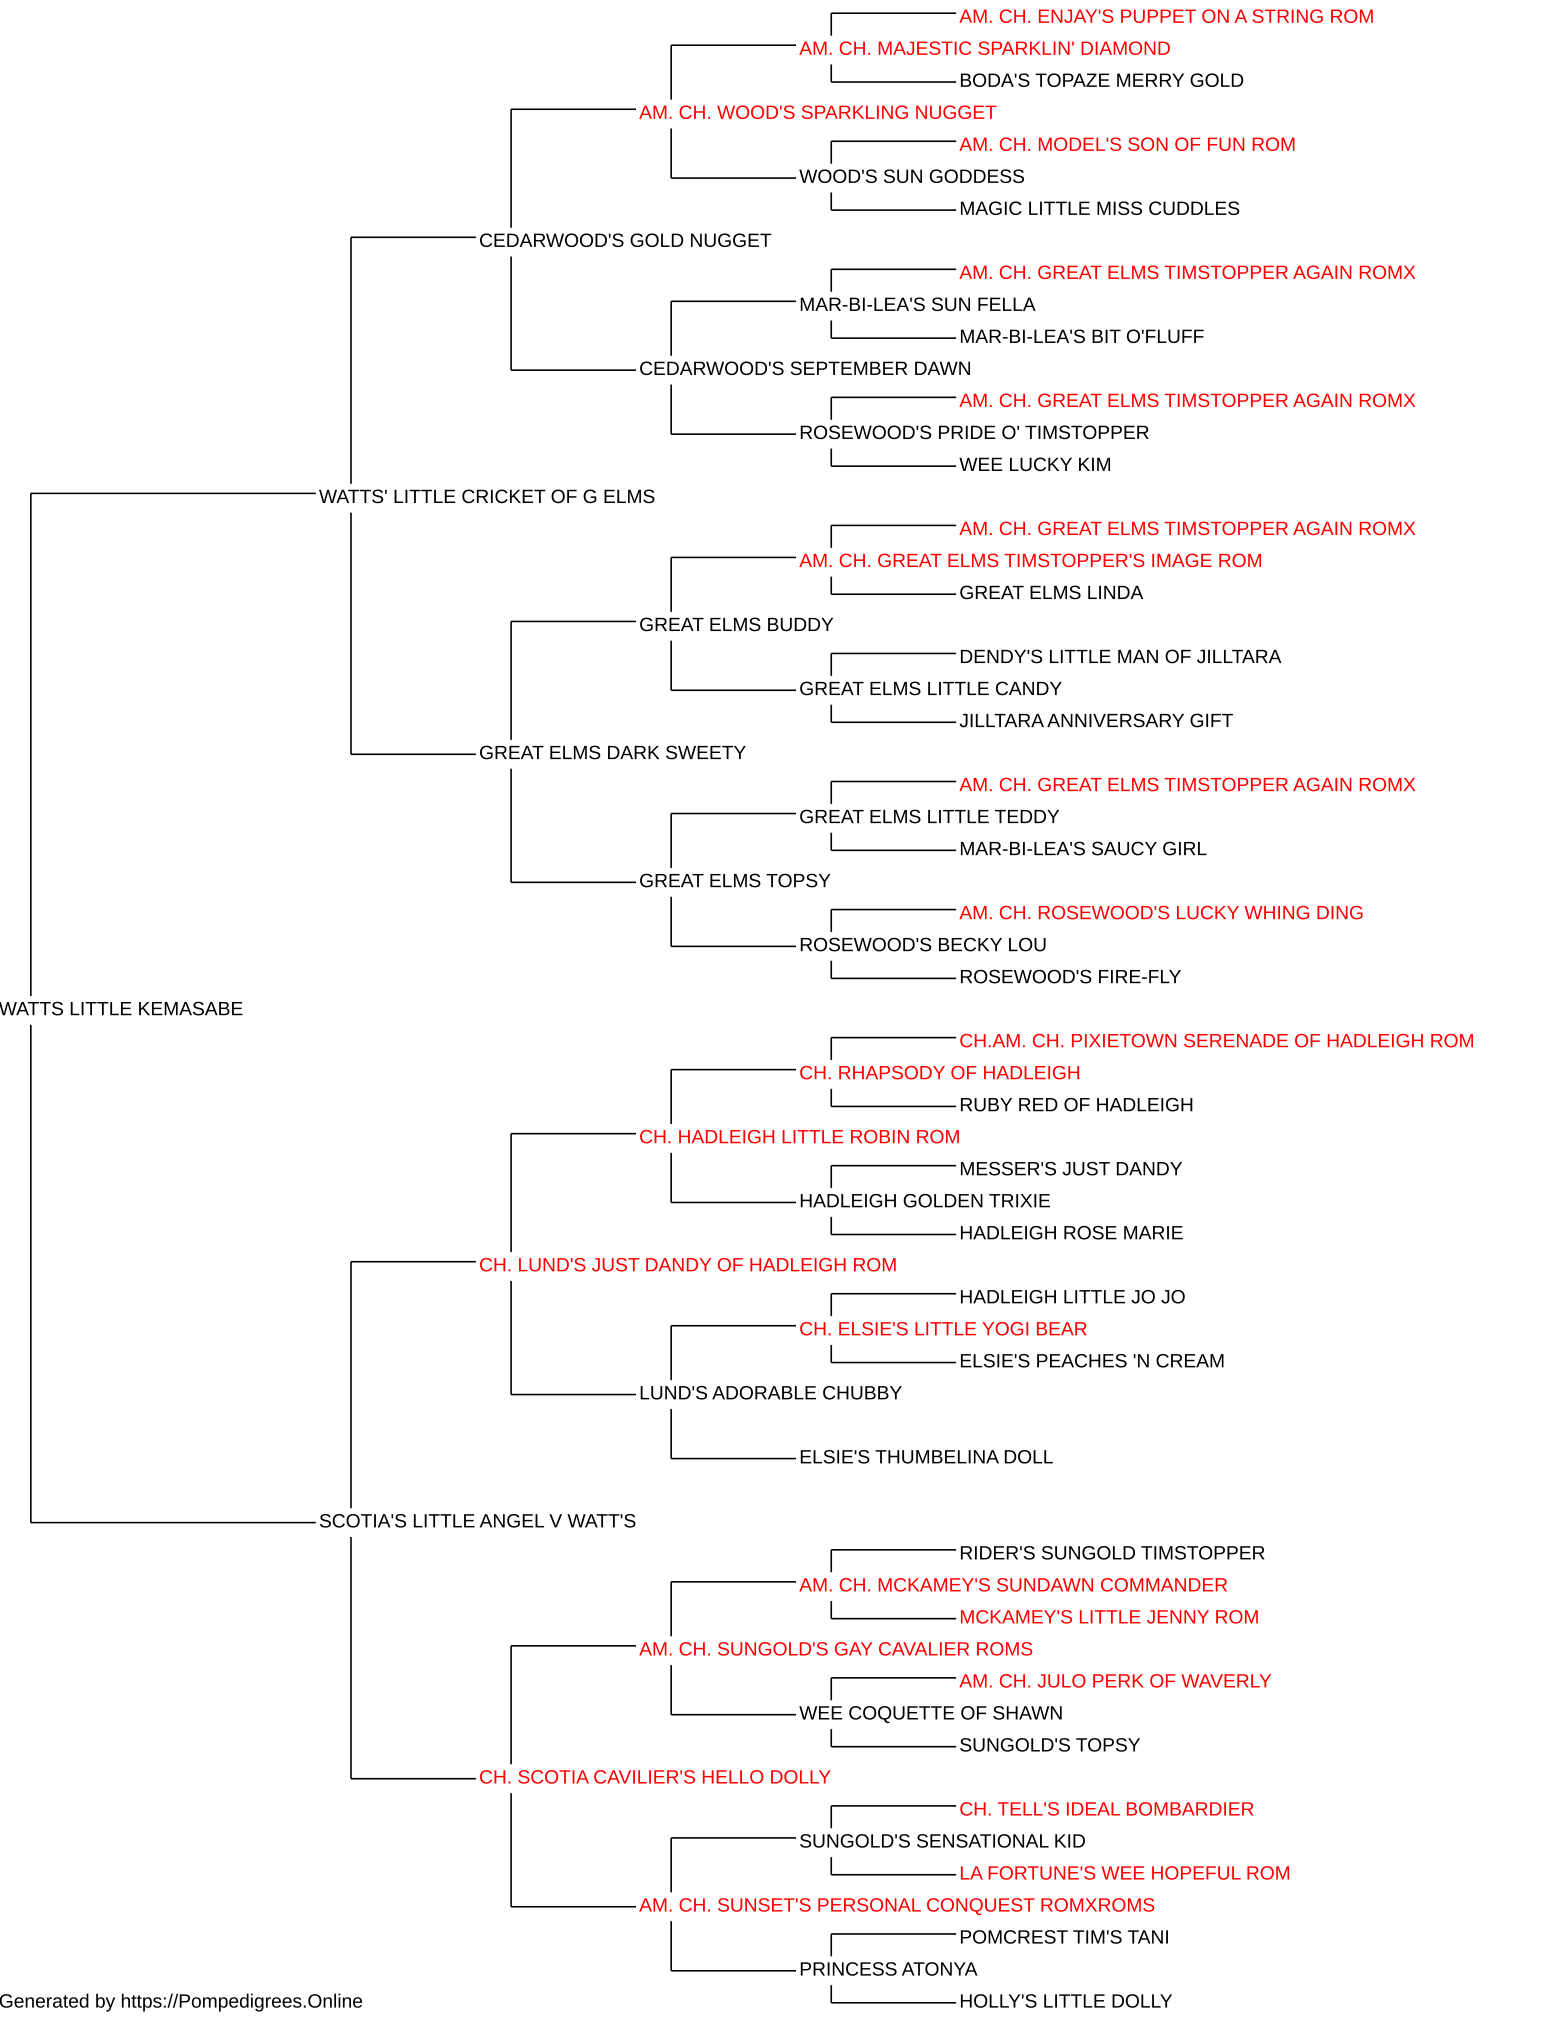 AM. CH. ENJAY'S PUPPET ON A STRING ROM
AM. CH. MAJESTIC SPARKLIN' DIAMOND
BODA'S TOPAZE MERRY GOLD
AM. CH. WOOD'S SPARKLING NUGGET
AM. CH. MODEL'S SON OF FUN ROM
WOOD'S SUN GODDESS
MAGIC LITTLE MISS CUDDLES
CEDARWOOD'S GOLD NUGGET
AM. CH. GREAT ELMS TIMSTOPPER AGAIN ROMX
MAR-BI-LEA'S SUN FELLA
MAR-BI-LEA'S BIT O'FLUFF
CEDARWOOD'S SEPTEMBER DAWN
AM. CH. GREAT ELMS TIMSTOPPER AGAIN ROMX
ROSEWOOD'S PRIDE O' TIMSTOPPER
WEE LUCKY KIM
WATTS' LITTLE CRICKET OF G ELMS
AM. CH. GREAT ELMS TIMSTOPPER AGAIN ROMX
AM. CH. GREAT ELMS TIMSTOPPER'S IMAGE ROM
GREAT ELMS LINDA
GREAT ELMS BUDDY
DENDY'S LITTLE MAN OF JILLTARA
GREAT ELMS LITTLE CANDY
JILLTARA ANNIVERSARY GIFT
GREAT ELMS DARK SWEETY
AM. CH. GREAT ELMS TIMSTOPPER AGAIN ROMX
GREAT ELMS LITTLE TEDDY
MAR-BI-LEA'S SAUCY GIRL
GREAT ELMS TOPSY
AM. CH. ROSEWOOD'S LUCKY WHING DING
ROSEWOOD'S BECKY LOU
ROSEWOOD'S FIRE-FLY
WATTS LITTLE KEMASABE
CH.AM. CH. PIXIETOWN SERENADE OF HADLEIGH ROM
CH. RHAPSODY OF HADLEIGH
RUBY RED OF HADLEIGH
CH. HADLEIGH LITTLE ROBIN ROM
MESSER'S JUST DANDY
HADLEIGH GOLDEN TRIXIE
HADLEIGH ROSE MARIE
CH. LUND'S JUST DANDY OF HADLEIGH ROM
HADLEIGH LITTLE JO JO
CH. ELSIE'S LITTLE YOGI BEAR
ELSIE'S PEACHES 'N CREAM
LUND'S ADORABLE CHUBBY
ELSIE'S THUMBELINA DOLL
SCOTIA'S LITTLE ANGEL V WATT'S
RIDER'S SUNGOLD TIMSTOPPER
AM. CH. MCKAMEY'S SUNDAWN COMMANDER
MCKAMEY'S LITTLE JENNY ROM
AM. CH. SUNGOLD'S GAY CAVALIER ROMS
AM. CH. JULO PERK OF WAVERLY
WEE COQUETTE OF SHAWN
SUNGOLD'S TOPSY
CH. SCOTIA CAVILIER'S HELLO DOLLY
CH. TELL'S IDEAL BOMBARDIER
SUNGOLD'S SENSATIONAL KID
LA FORTUNE'S WEE HOPEFUL ROM
AM. CH. SUNSET'S PERSONAL CONQUEST ROMXROMS
POMCREST TIM'S TANI
PRINCESS ATONYA
HOLLY'S LITTLE DOLLY
Generated by https://Pompedigrees.Online